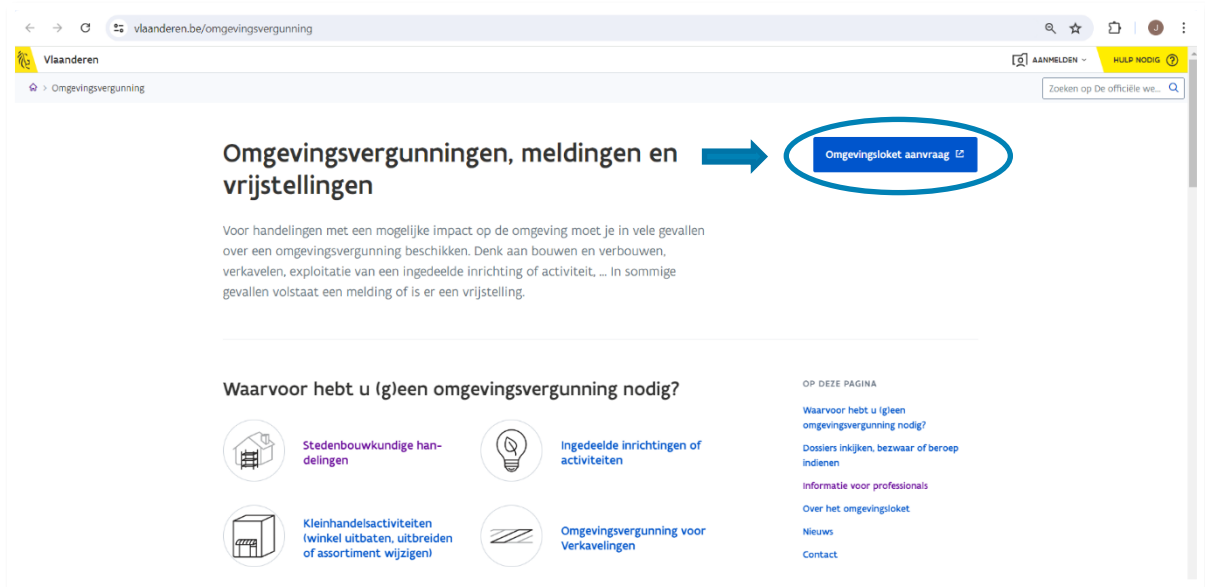 vlaanderen.be/omgevingsvergunning
J
Vlaanderen
AANMELDEN
HULP NODIG ?
> Omgevingsvergunning
Zoeken op De officiële we...
Omgevingsvergunningen, meldingen en
vrijstellingen
Omgevingsloket aanvraag
Voor handelingen met een mogelijke impact op de omgeving moet je in vele gevallen
over een omgevingsvergunning beschikken. Denk aan bouwen en verbouwen,
verkavelen, exploitatie van een ingedeelde inrichting of activiteit, ... In sommige
gevallen volstaat een melding of is er een vrijstelling.
Waarvoor hebt u (g)een omgevingsvergunning nodig?
Stedenbouwkundige han-
delingen
Ingedeelde inrichtingen of
activiteiten
Kleinhandelsactiviteiten
(winkel uitbaten, uitbreiden
of assortiment wijzigen)
Omgevingsvergunning voor
Verkavelingen
OP DEZE PAGINA
Waarvoor hebt u (g)een
omgevingsvergunning nodig?
Dossiers inkijken, bezwaar of beroep
indienen
Informatie voor professionals
Over het omgevingsloket
Nieuws
Contact